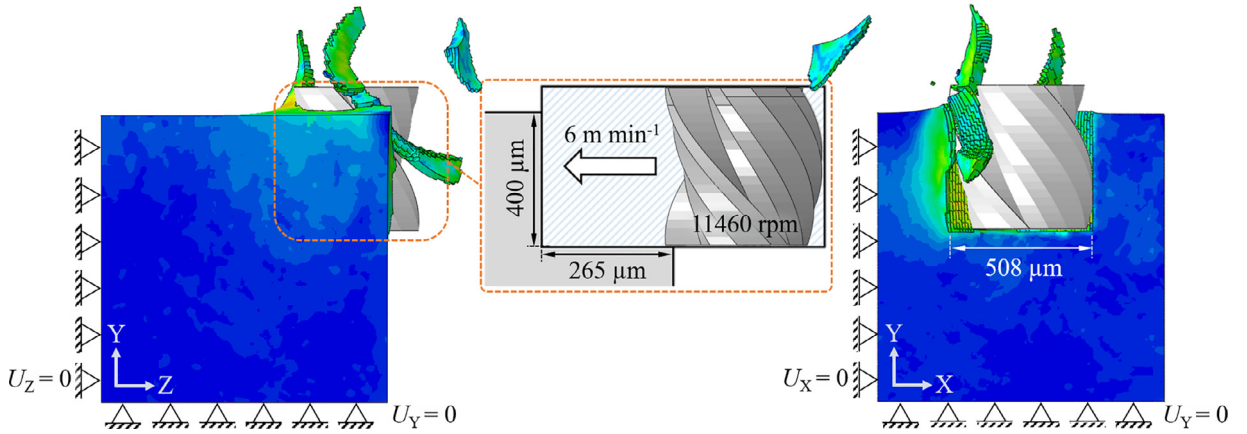 Y
Z
U_Z = 0
U_Y = 0
6 m min⁻¹
400 µm
11460 rpm
265 µm
508 µm
Y
X
U_X = 0
U_Y = 0